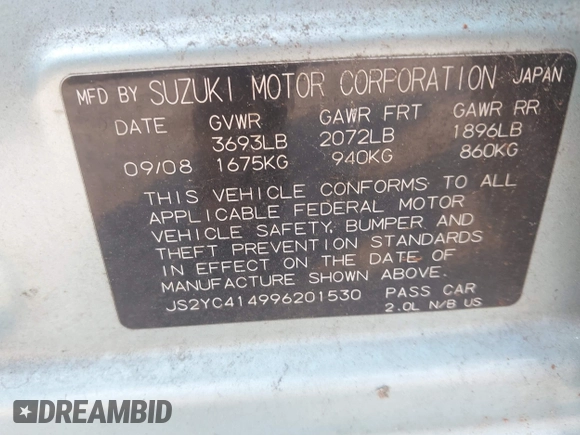 MFD BY SUZUKI MOTOR CORPORATION JAPAN
DATE GVWR GAWR FRT GAWR RR
3693LB 2072LB 1896LB
09/08 1675KG 940KG 860KG
THIS VEHICLE CONFORMS TO ALL
APPLICABLE FEDERAL MOTOR
VEHICLE SAFETY, BUMPER AND
THEFT PREVENTION STANDARDS
IN EFFECT ON THE DATE OF
MANUFACTURE SHOWN ABOVE.
JS2YC414996201530 PASS CAR
2.0L N/B US
DREAMBID